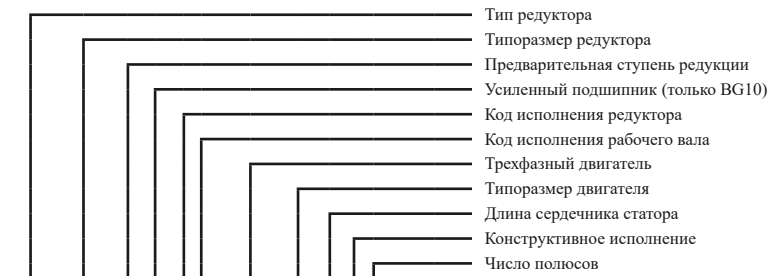 Тип редуктора
Типоразмер редуктора
Предварительная ступень редукции
Усиленный подшипник (только BG10)
Код исполнения редуктора
Код исполнения рабочего вала
Трехфазный двигатель
Типоразмер двигателя
Длина сердечника статора
Конструктивное исполнение
Число полюсов